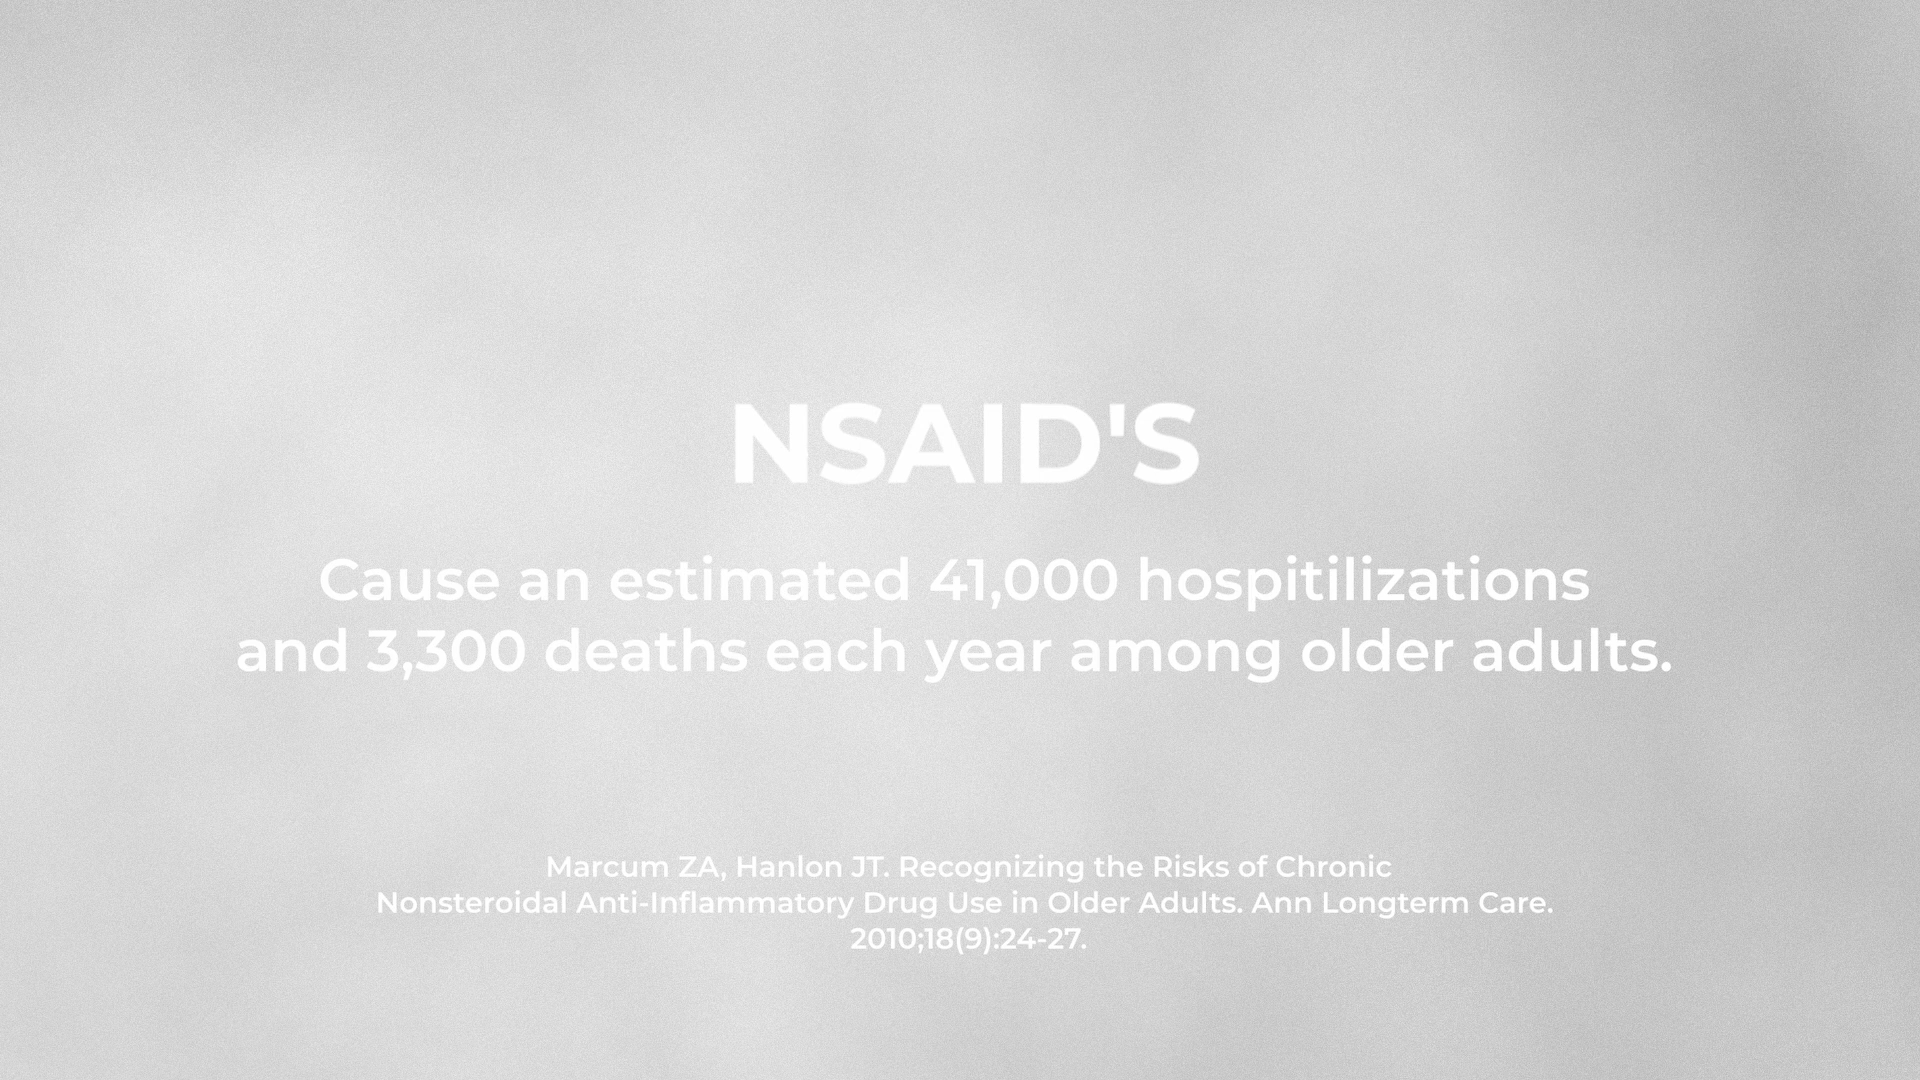 NSAID'S
Cause an estimated 41,000 hospitilizations
and 3,300 deaths each year among older adults.
Marcum ZA, Hanlon JT. Recognizing the Risks of Chronic
Nonsteroidal Anti-Inflammatory Drug Use in Older Adults. Ann Longterm Care.
2010;18(9):24-27.